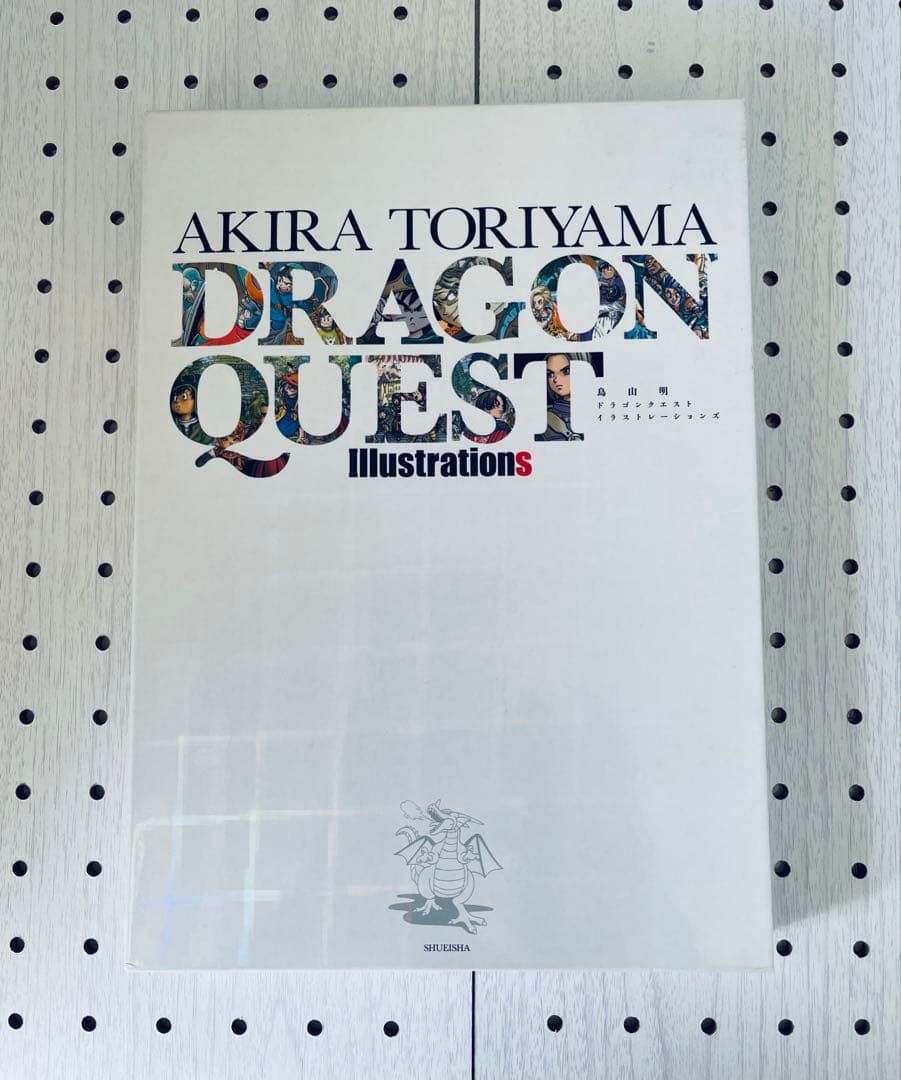 AKIRA TORIYAMA
DRAGON
QUEST
鳥山明
ドラゴンクエスト
イラストレーションズ
Illustrations
SHUEISHA